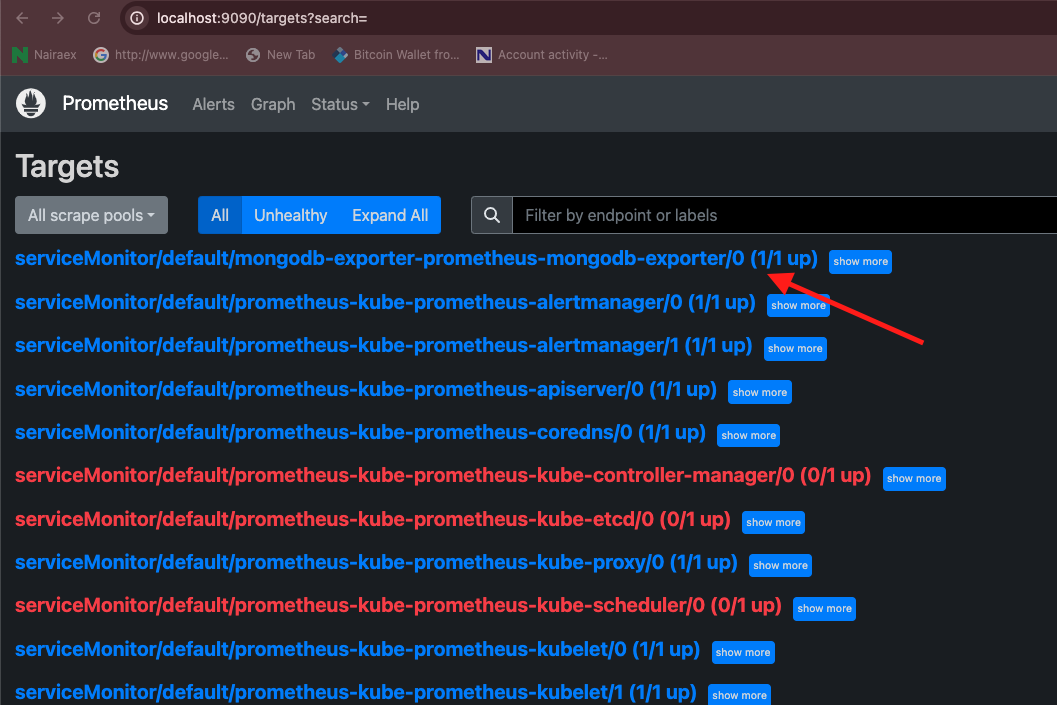 localhost:9090/targets?search=
Nairaex http://www.google... New Tab Bitcoin Wallet fro... Account activity -...
Prometheus Alerts Graph Status Help
Targets
All scrape pools All Unhealthy Expand All Filter by endpoint or labels
serviceMonitor/default/mongodb-exporter-prometheus-mongodb-exporter/0 (1/1 up) show more
serviceMonitor/default/prometheus-kube-prometheus-alertmanager/0 (1/1 up) show more
serviceMonitor/default/prometheus-kube-prometheus-alertmanager/1 (1/1 up) show more
serviceMonitor/default/prometheus-kube-prometheus-apiserver/0 (1/1 up) show more
serviceMonitor/default/prometheus-kube-prometheus-coredns/0 (1/1 up) show more
serviceMonitor/default/prometheus-kube-prometheus-kube-controller-manager/0 (0/1 up) show more
serviceMonitor/default/prometheus-kube-prometheus-kube-etcd/0 (0/1 up) show more
serviceMonitor/default/prometheus-kube-prometheus-kube-proxy/0 (1/1 up) show more
serviceMonitor/default/prometheus-kube-prometheus-kube-scheduler/0 (0/1 up) show more
serviceMonitor/default/prometheus-kube-prometheus-kubelet/0 (1/1 up) show more
serviceMonitor/default/prometheus-kube-prometheus-kubelet/1 (1/1 up) show more